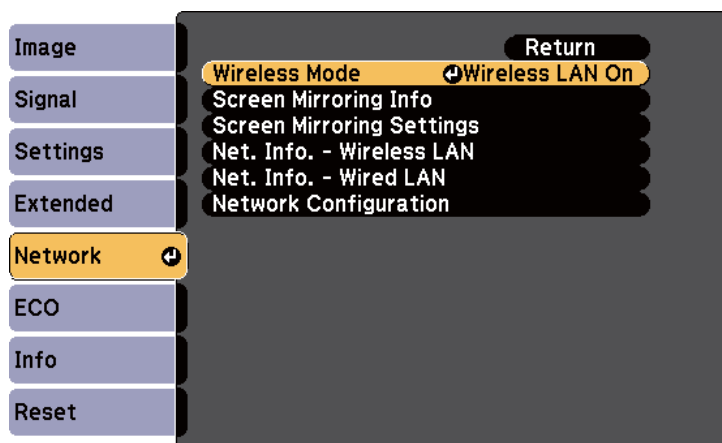 Image
Signal
Settings
Extended
Network
ECO
Info
Reset
Return
Wireless Mode Wireless LAN On
Screen Mirroring Info
Screen Mirroring Settings
Net. Info. - Wireless LAN
Net. Info. - Wired LAN
Network Configuration